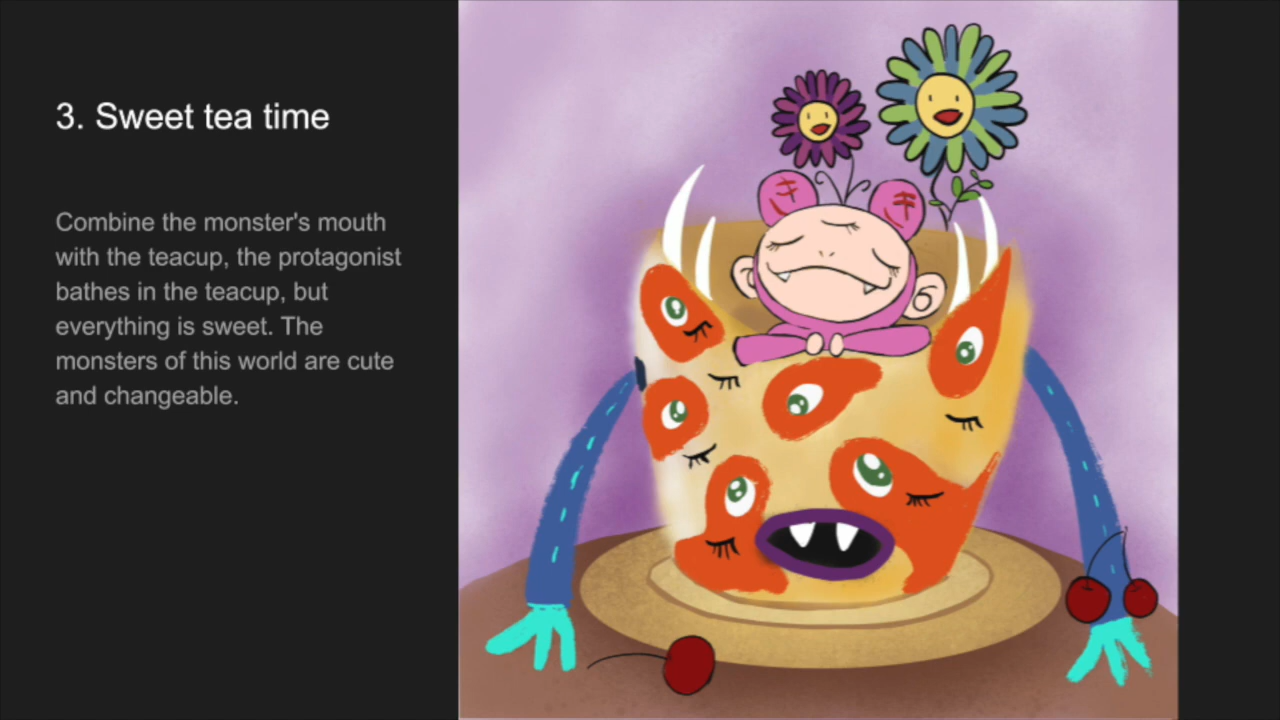 3. Sweet tea time
Combine the monster's mouth
with the teacup, the protagonist
bathes in the teacup, but
everything is sweet. The
monsters of this world are cute
and changeable.